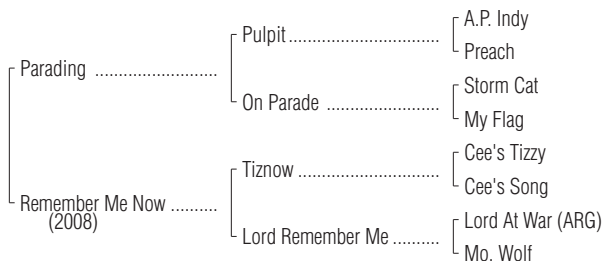 A.P. Indy
Pulpit
Preach
Parading
Storm Cat
On Parade
My Flag
Cee's Tizzy
Tiznow
Cee's Song
Remember Me Now
(2008)
Lord At War (ARG)
Lord Remember Me
Mo. Wolf